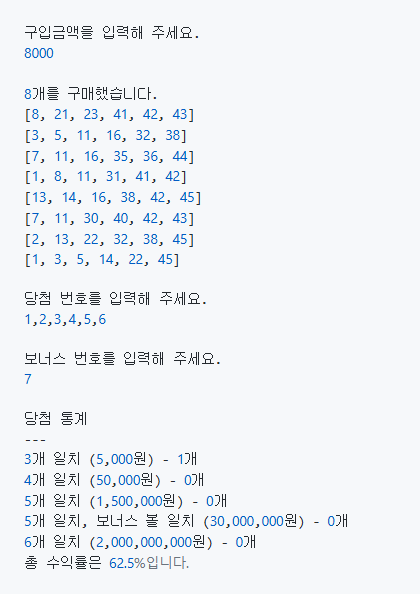 구입금액을 입력해 주세요.
8000
8개를 구매했습니다.
[8, 21, 23, 41, 42, 43]
[3, 5, 11, 16, 32, 38]
[7, 11, 16, 35, 36, 44]
[1, 8, 11, 31, 41, 42]
[13, 14, 16, 38, 42, 45]
[7, 11, 30, 40, 42, 43]
[2, 13, 22, 32, 38, 45]
[1, 3, 5, 14, 22, 45]
당첨 번호를 입력해 주세요.
1,2,3,4,5,6
보너스 번호를 입력해 주세요.
7
당첨 통계
---
3개 일치 (5,000원) - 1개
4개 일치 (50,000원) - 0개
5개 일치 (1,500,000원) - 0개
5개 일치, 보너스 볼 일치 (30,000,000원) - 0개
6개 일치 (2,000,000,000원) - 0개
총 수익률은 62.5%입니다.